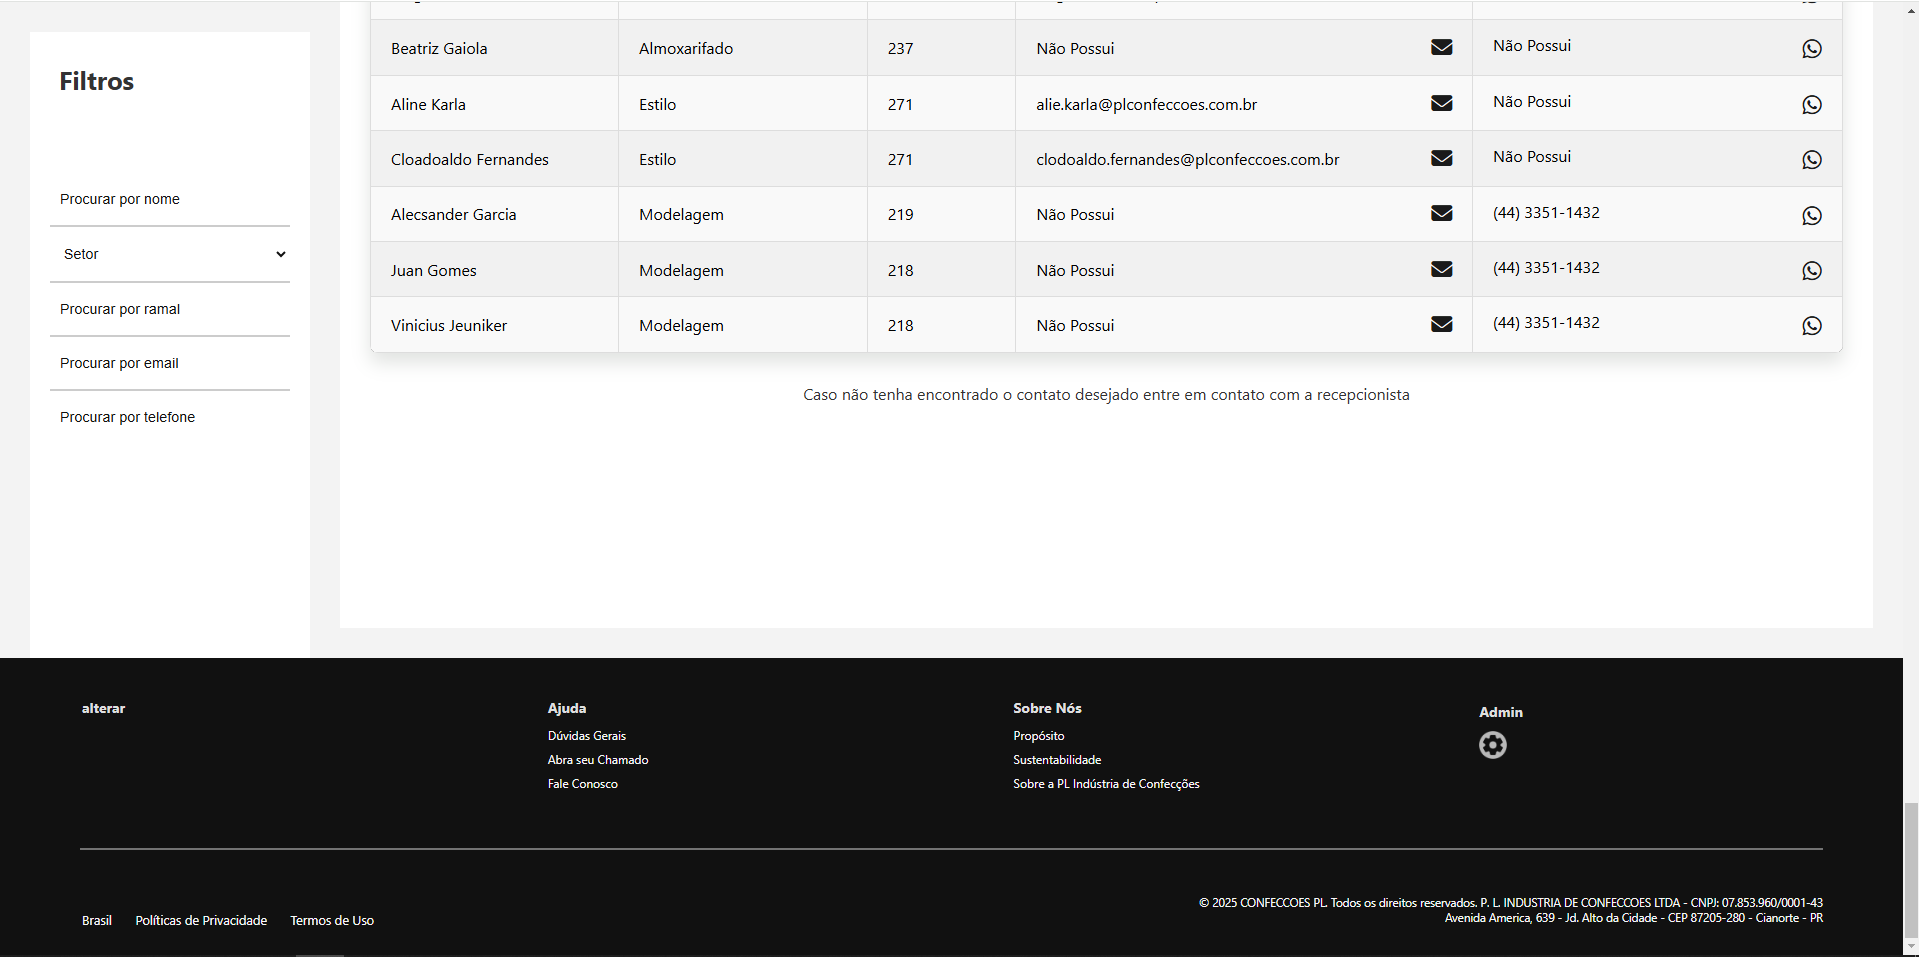 Filtros
Procurar por nome
Setor
Procurar por ramal
Procurar por email
Procurar por telefone
Beatriz Gaiola Almoxarifado 237 Não Possui Não Possui
Aline Karla Estilo 271 alie.karla@plconfeccoes.com.br Não Possui
Cloadoaldo Fernandes Estilo 271 clodoaldo.fernandes@plconfeccoes.com.br Não Possui
Alecsander Garcia Modelagem 219 Não Possui (44) 3351-1432
Juan Gomes Modelagem 218 Não Possui (44) 3351-1432
Vinicius Jeuniker Modelagem 218 Não Possui (44) 3351-1432
Caso não tenha encontrado o contato desejado entre em contato com a recepcionista
alterar
Ajuda
Dúvidas Gerais
Abra seu Chamado
Fale Conosco
Sobre Nós
Propósito
Sustentabilidade
Sobre a PL Indústria de Confecções
Admin
Brasil Políticas de Privacidade Termos de Uso
© 2025 CONFECCOES PL. Todos os direitos reservados. P. L. INDUSTRIA DE CONFECCOES LTDA - CNPJ: 07.853.960/0001-43
Avenida America, 639 - Jd. Alto da Cidade - CEP 87205-280 - Cianorte - PR